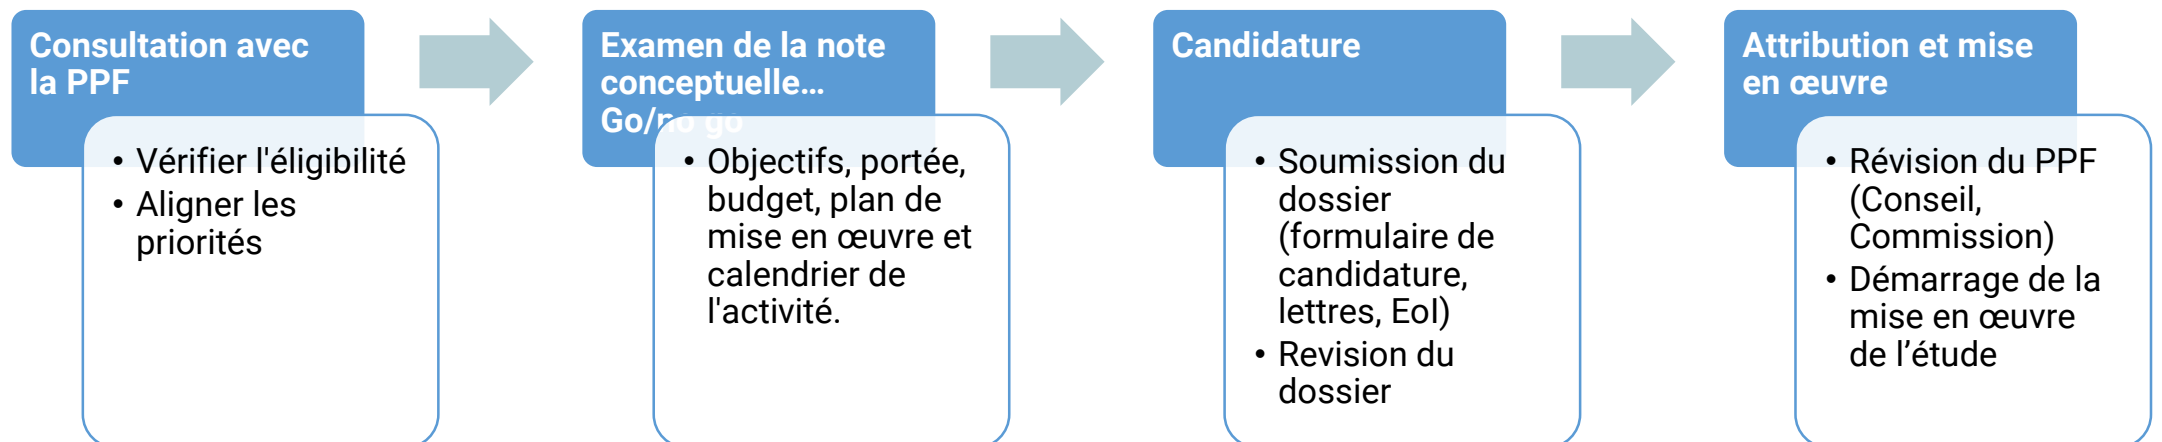 Consultation avec
la PPF
• Vérifier l'éligibilité
• Aligner les
priorités
Examen de la note
conceptuelle…
Go/no go
• Objectifs, portée,
budget, plan de
mise en œuvre et
calendrier de
l'activité.
Candidature
• Soumission du
dossier
(formulaire de
candidature,
lettres, EoI)
• Revision du
dossier
Attribution et mise
en œuvre
• Révision du PPF
(Conseil,
Commission)
• Démarrage de la
mise en œuvre
de l’étude